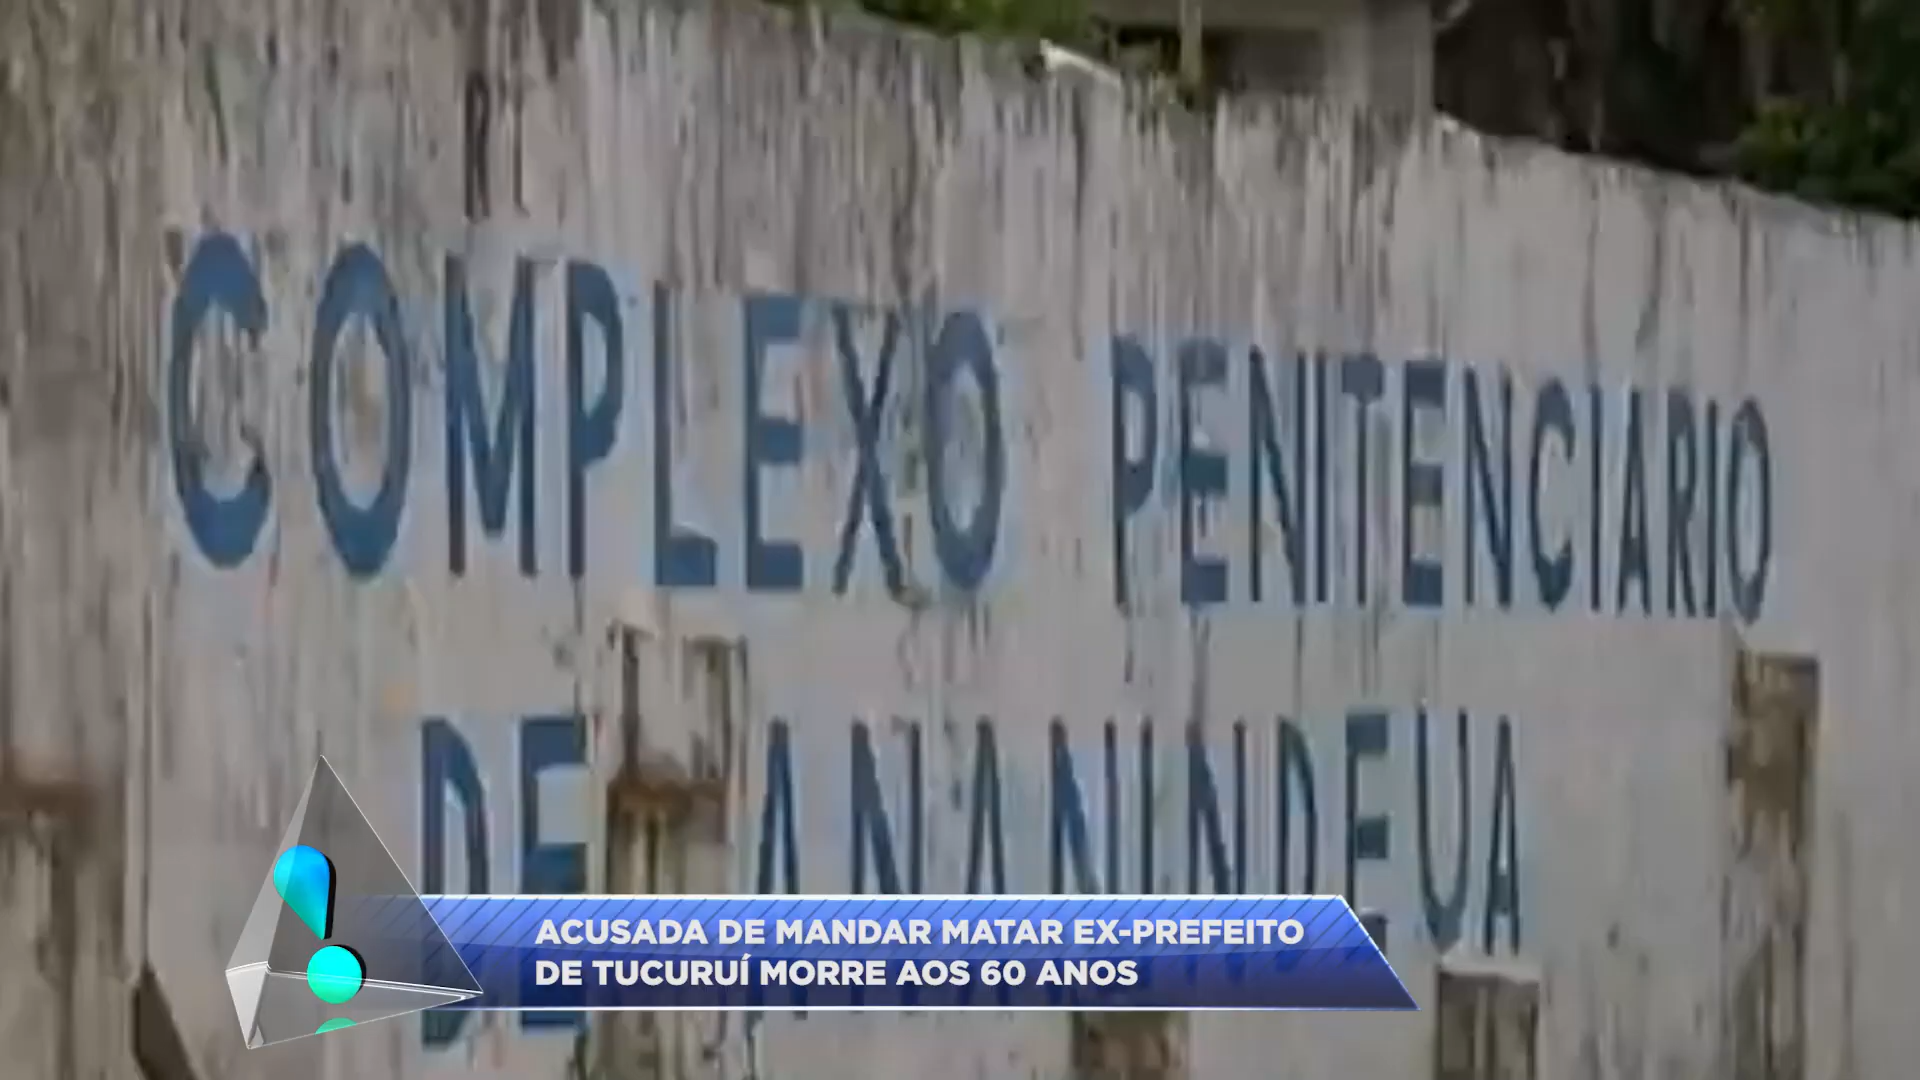 COMPLEXO PENITENCIARIO
DE ANANINDEUA
ACUSADA DE MANDAR MATAR EX-PREFEITO
DE TUCURUÍ MORRE AOS 60 ANOS